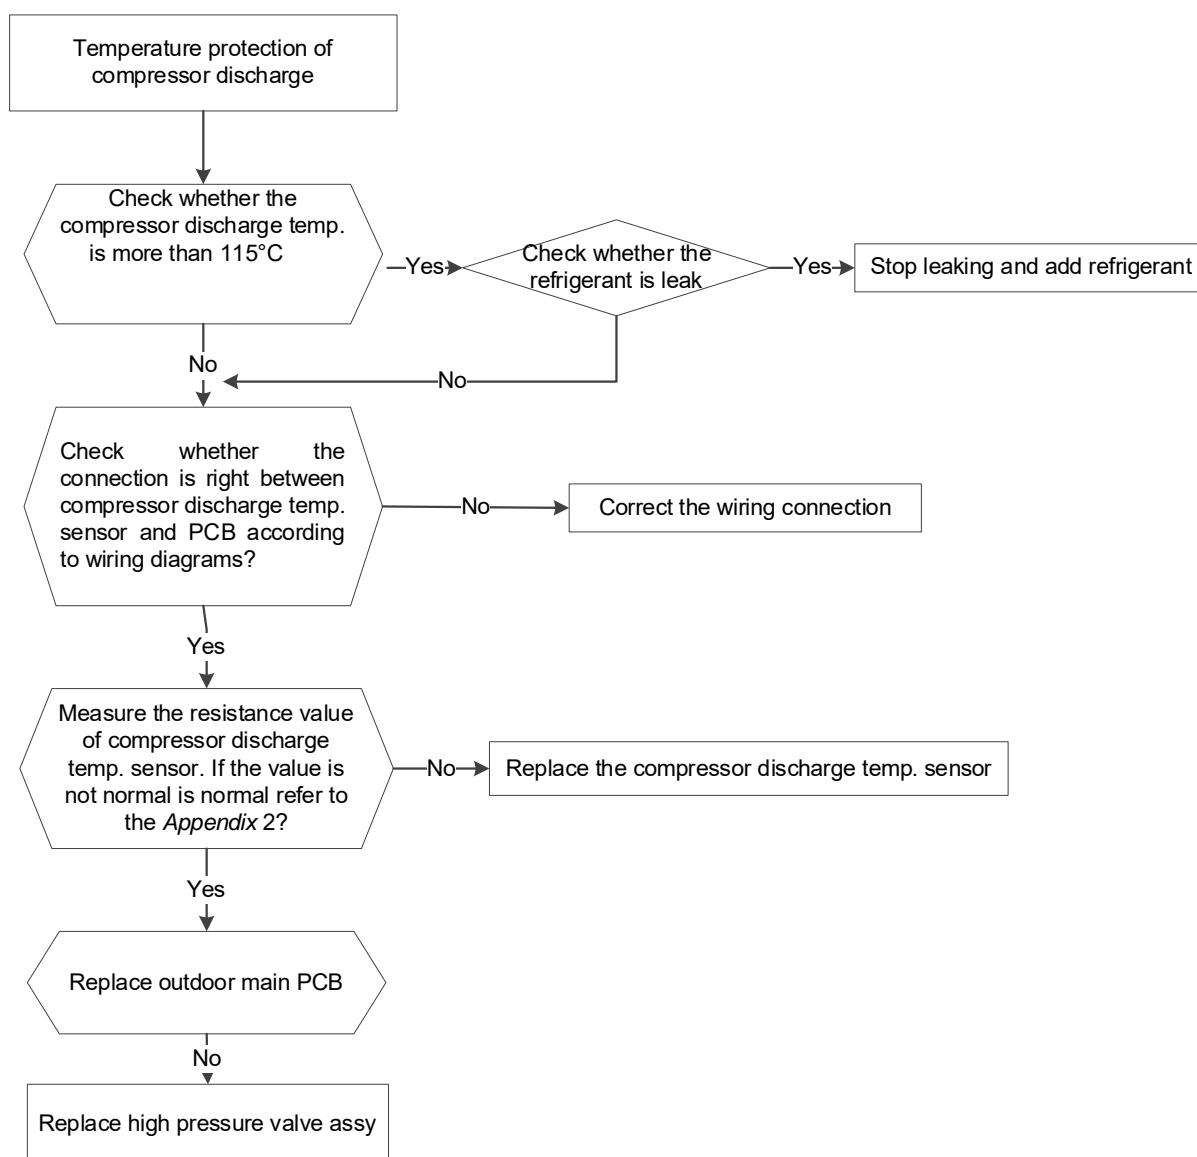 Temperature protection of
compressor discharge
Check whether the
compressor discharge temp.
is more than 115°C
Yes
Check whether the
refrigerant is leak
Yes
Stop leaking and add refrigerant
No
No
Check whether the
connection is right between
compressor discharge temp.
sensor and PCB according
to wiring diagrams?
No
Correct the wiring connection
Yes
Measure the resistance value
of compressor discharge
temp. sensor. If the value is
not normal is normal refer to
the Appendix 2?
No
Replace the compressor discharge temp. sensor
Yes
Replace outdoor main PCB
No
Replace high pressure valve assy